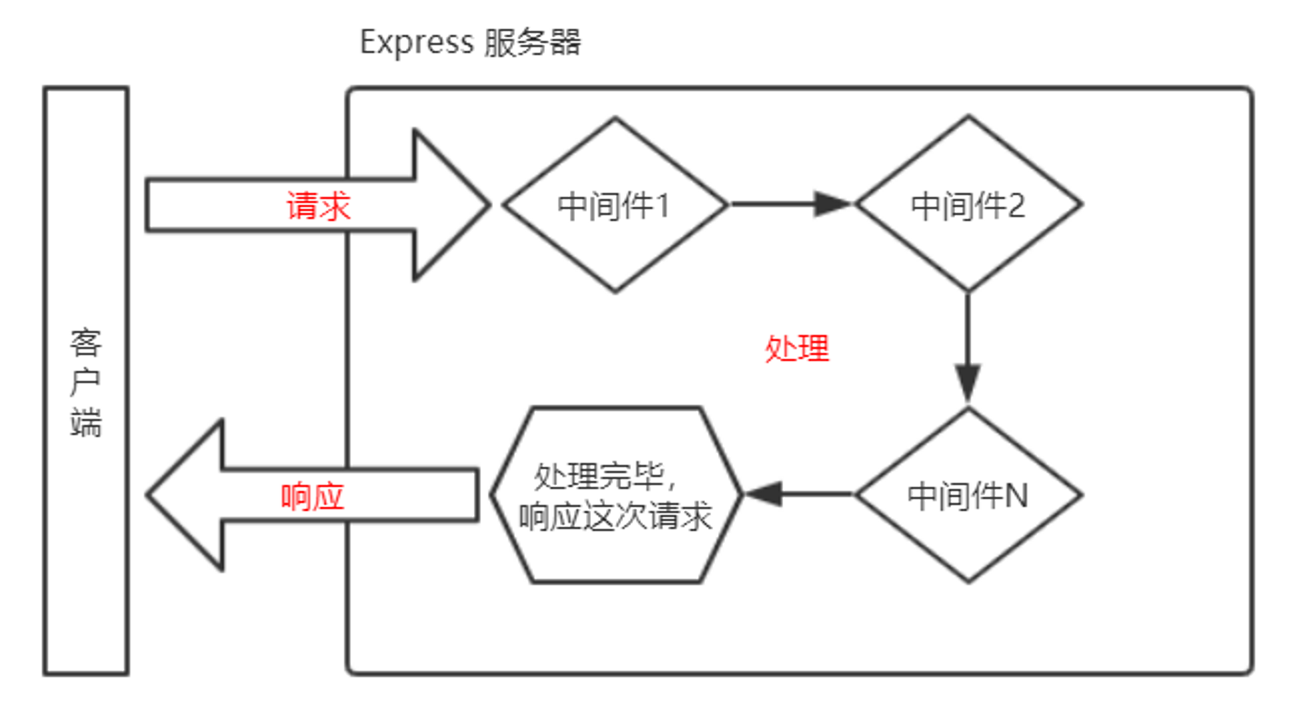 Express 服务器
请求
中间件1
中间件2
客
户
端
处理
响应
处理完毕，
响应这次请求
中间件N